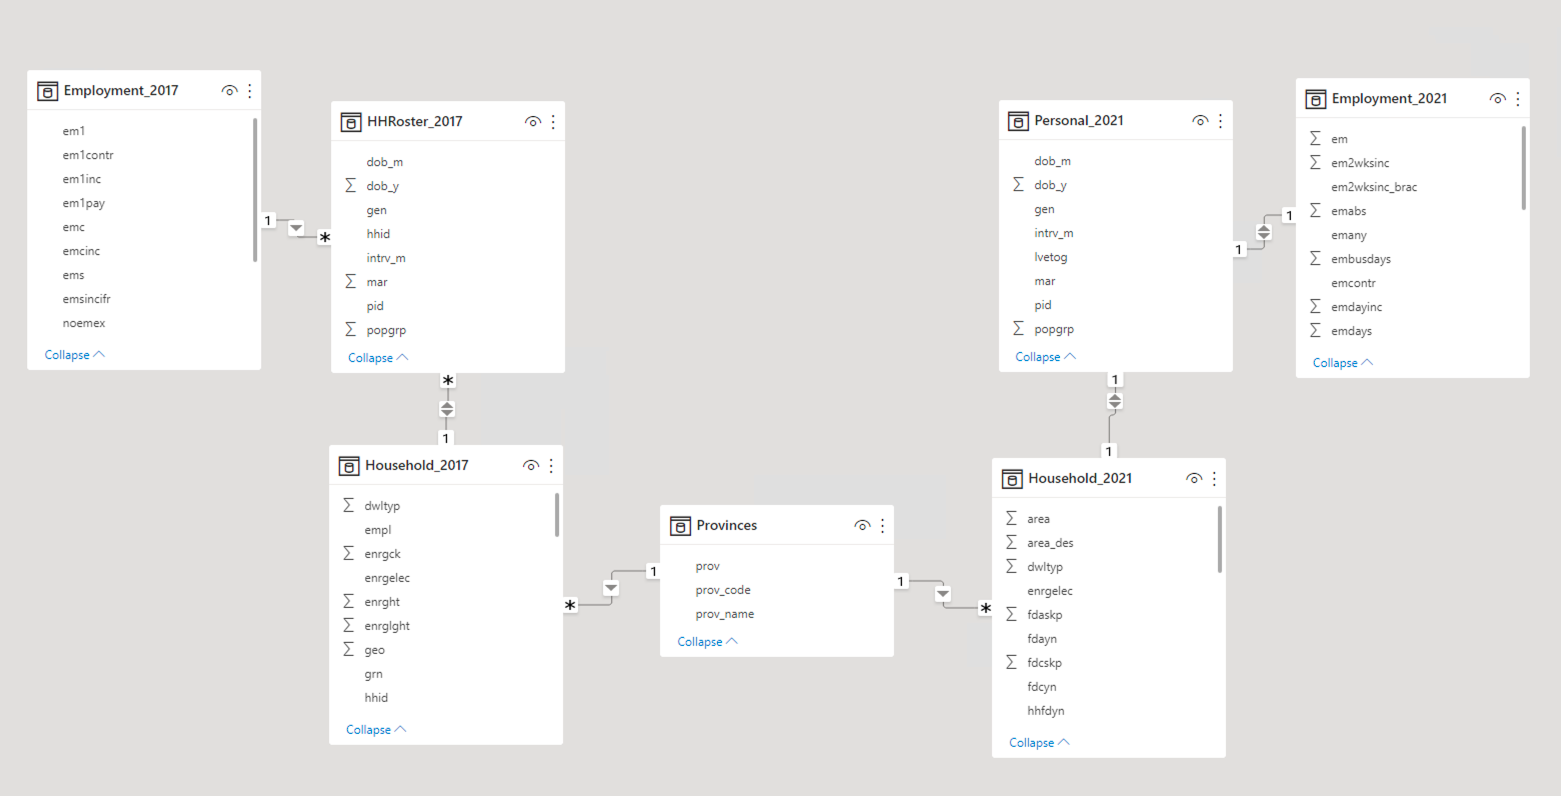 Employment_2017
em1
em1contr
em1inc
em1pay
emc
emcinc
ems
emsincifr
noemex
Collapse
1
*
HHRoster_2017
dob_m
Σ dob_y
gen
hhid
intrv_m
Σ mar
pid
Σ popgrp
Collapse
*
1
Household_2017
Σ dwltyp
empl
Σ enrgck
enrgelec
Σ enrght
Σ enrglght
Σ geo
grn
hhid
Collapse
*
1
Provinces
prov
prov_code
prov_name
Collapse
1
*
Personal_2021
dob_m
Σ dob_y
gen
intrv_m
lvetog
mar
pid
Σ popgrp
Collapse
1
1
Employment_2021
Σ em
Σ em2wksinc
em2wksinc_brac
Σ emabs
emany
Σ embusdays
emcontr
Σ emdayinc
Σ emdays
Collapse
1
1
Household_2021
Σ area
Σ area_des
Σ dwltyp
enrgelec
Σ fdaskp
fdayn
Σ fdcskp
fdcyn
hhfdyn
Collapse